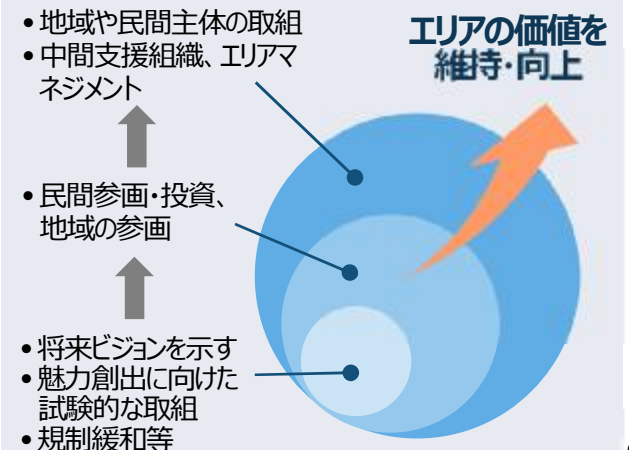 • 地域や民間主体の取組
• 中間支援組織、エリアマ
ネジメント
エリアの価値を
維持・向上
• 民間参画・投資、
地域の参画
• 将来ビジョンを示す
• 魅力創出に向けた
試験的な取組
• 規制緩和等